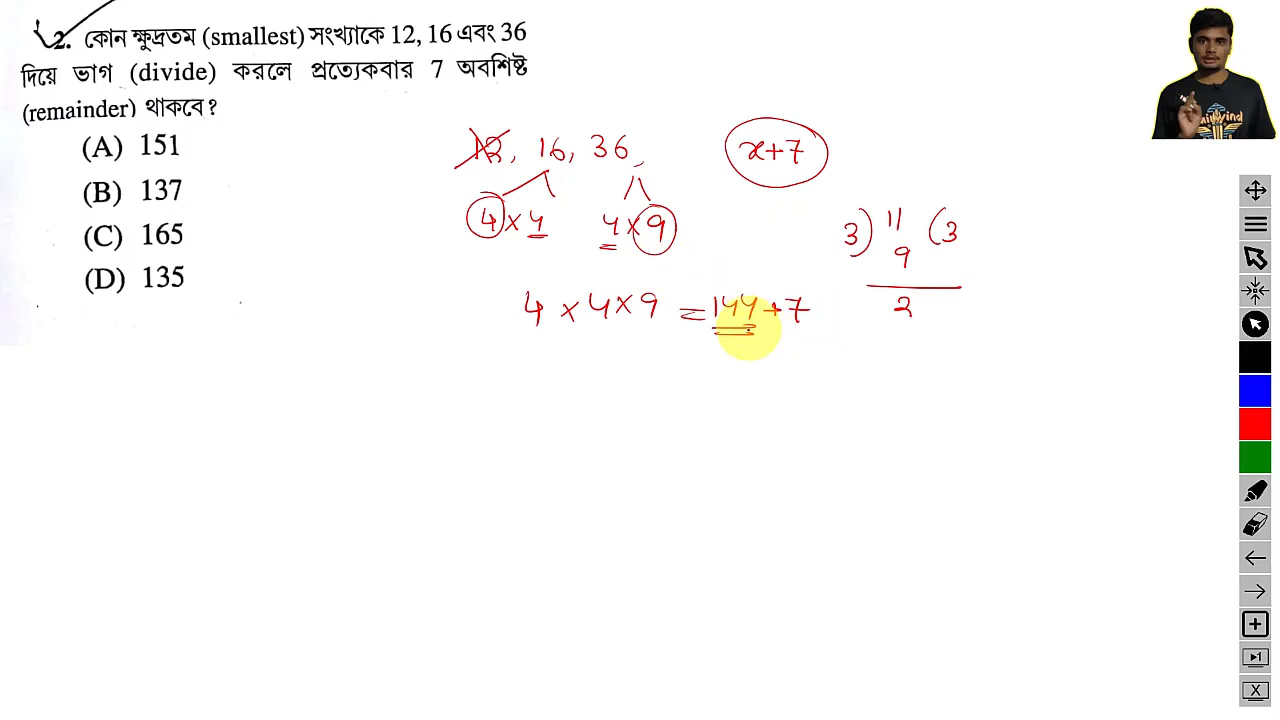 2. কোন ক্ষুদ্রতম (smallest) সংখ্যাকে 12, 16 এবং 36
দিয়ে ভাগ (divide) করলে প্রত্যেকবার 7 অবশিষ্ট
(remainder) থাকবে?
(A) 151
(B) 137
(C) 165
(D) 135
12, 16, 36,
4 × 4 4 × 9
4 × 4 × 9 = 144 + 7
x+7
3) 11 (3
9
2